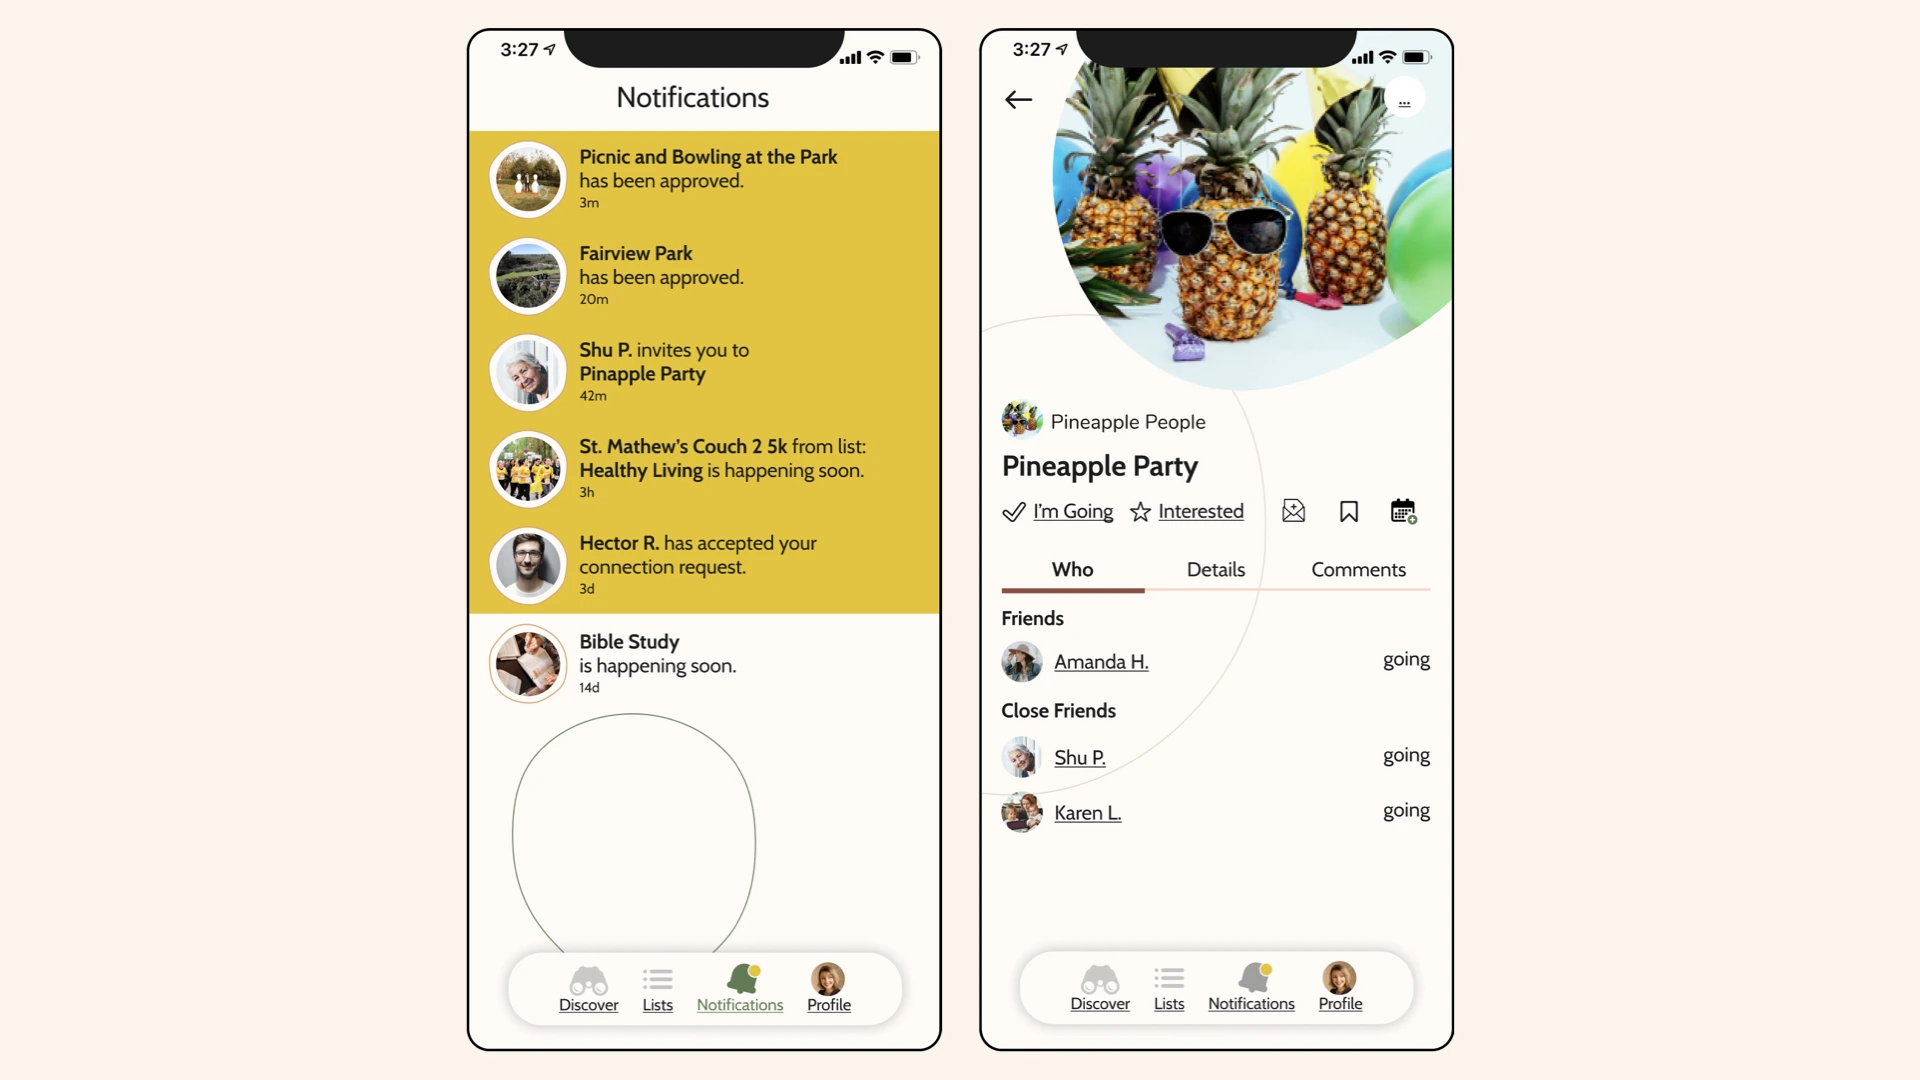 3:27
Notifications
Picnic and Bowling at the Park
has been approved.
3m
Fairview Park
has been approved.
20m
Shu P. invites you to
Pinapple Party
42m
St. Mathew's Couch 2 5k from list:
Healthy Living is happening soon.
3h
Hector R. has accepted your
connection request.
3d
Bible Study
is happening soon.
14d
Discover Lists Notifications Profile
3:27
...
Pineapple People
Pineapple Party
I'm Going Interested
Who Details Comments
Friends
Amanda H. going
Close Friends
Shu P. going
Karen L. going
Discover Lists Notifications Profile